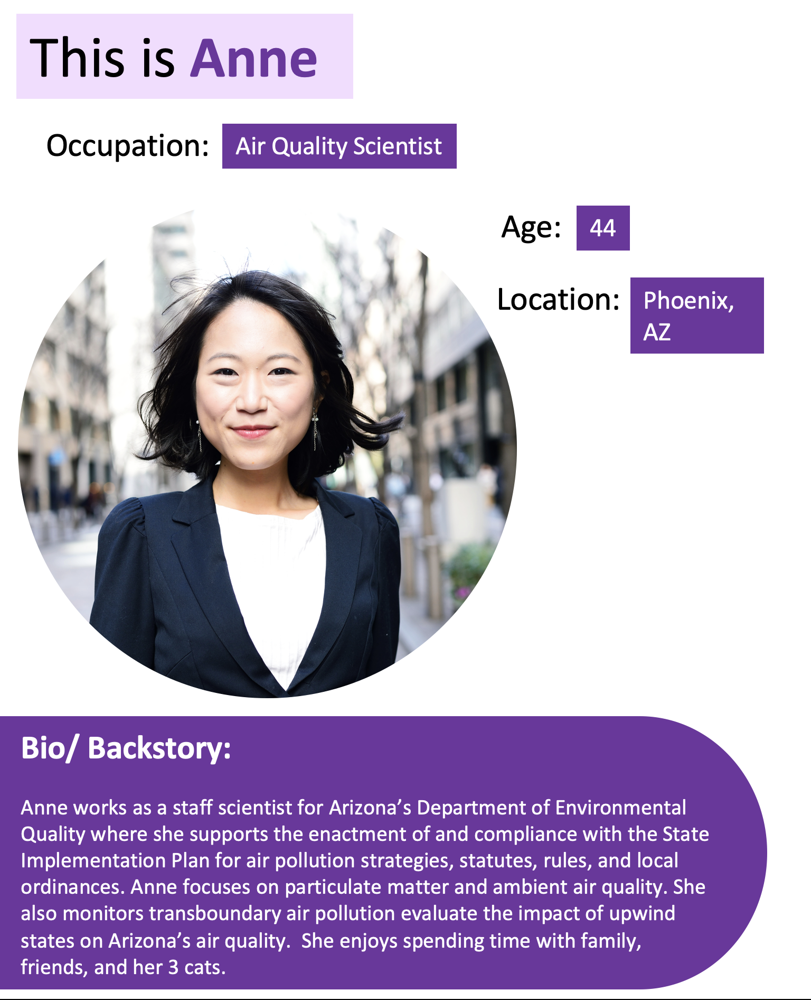 This is Anne
Occupation: Air Quality Scientist
Age: 44
Location: Phoenix,
AZ
Bio/ Backstory:
Anne works as a staff scientist for Arizona’s Department of Environmental
Quality where she supports the enactment of and compliance with the State
Implementation Plan for air pollution strategies, statutes, rules, and local
ordinances. Anne focuses on particulate matter and ambient air quality. She
also monitors transboundary air pollution evaluate the impact of upwind
states on Arizona’s air quality.  She enjoys spending time with family,
friends, and her 3 cats.